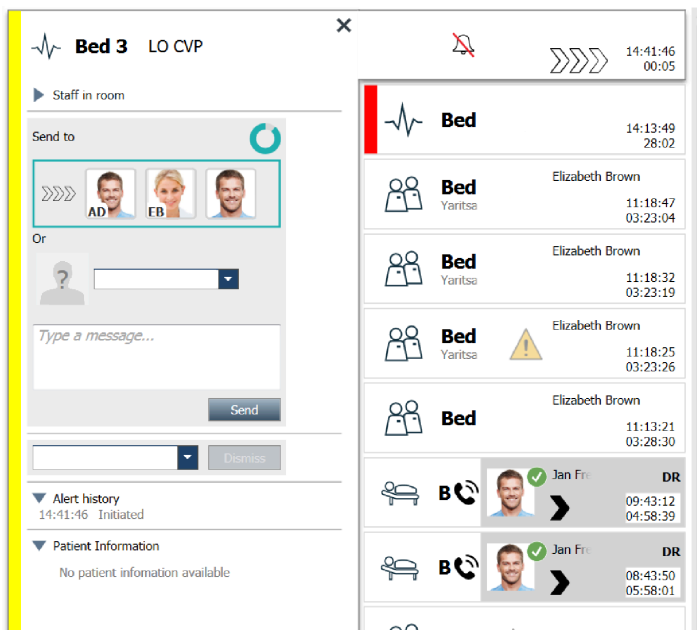 Bed 3 LO CVP
Staff in room
Send to
AD EB
Or
?
Type a message...
Send
Dismiss
Alert history
14:41:46 Initiated
Patient Information
No patient infomation available
14:41:46
00:05
Bed
14:13:49
28:02
Elizabeth Brown
Bed
Yaritsa
11:18:47
03:23:04
Elizabeth Brown
Bed
Yaritsa
11:18:32
03:23:19
Elizabeth Brown
Bed
Yaritsa
11:18:25
03:23:26
Elizabeth Brown
Bed
11:13:21
03:28:30
Jan Fre DR
B
09:43:12
04:58:39
Jan Fre DR
B
08:43:50
05:58:01